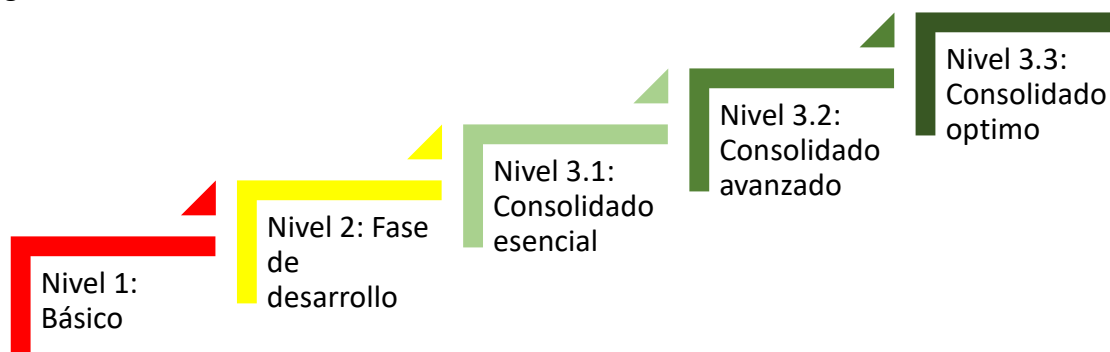 Nivel 1:
Básico
Nivel 2: Fase
de
desarrollo
Nivel 3.1:
Consolidado
esencial
Nivel 3.2:
Consolidado
avanzado
Nivel 3.3:
Consolidado
optimo